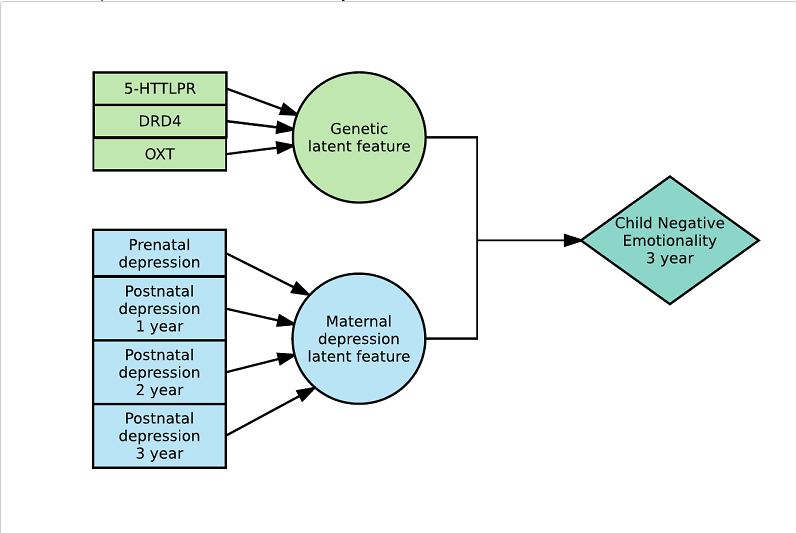 5-HTTLPR
DRD4
OXT
Genetic
latent feature
Prenatal
depression
Postnatal
depression
1 year
Postnatal
depression
2 year
Postnatal
depression
3 year
Maternal
depression
latent feature
Child Negative
Emotionality
3 year